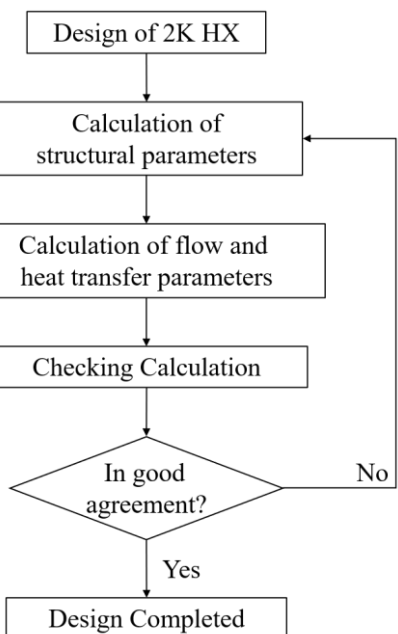 Design of 2K HX
Calculation of
structural parameters
Calculation of flow and
heat transfer parameters
Checking Calculation
In good
agreement?
No
Yes
Design Completed